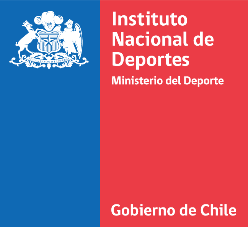 Instituto
Nacional de
Deportes
Ministerio del Deporte
Gobierno de Chile